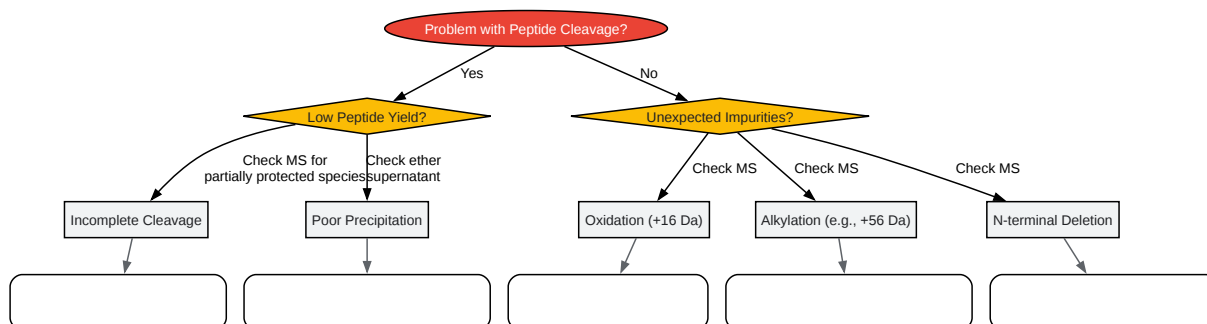 Problem with Peptide Cleavage?
Yes
No
Low Peptide Yield?
Unexpected Impurities?
Check MS for
partially protected species
Check ether
supernatant
Check MS
Check MS
Check MS
Incomplete Cleavage
Poor Precipitation
Oxidation (+16 Da)
Alkylation (e.g., +56 Da)
N-terminal Deletion